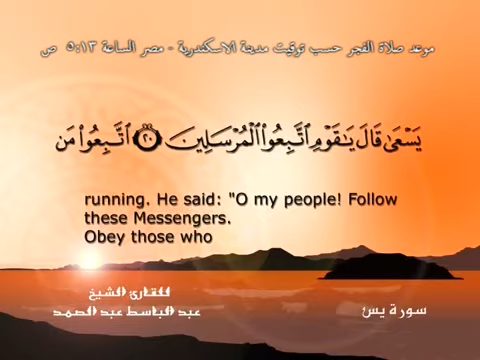 موعد صلاة الفجر حسب توقيت مدينة الاسكندرية - مصر الساعة ٥:١٣ ص
يَسْعَىٰ قَالَ يَـٰقَوْمِ ٱتَّبِعُوا۟ ٱلْمُرْسَلِينَ ٢٠ ٱتَّبِعُوا۟ مَن
running. He said: "O my people! Follow
these Messengers.
Obey those who
للقارئ الشيخ
عبد الباسط عبد الصمد
سورة يس